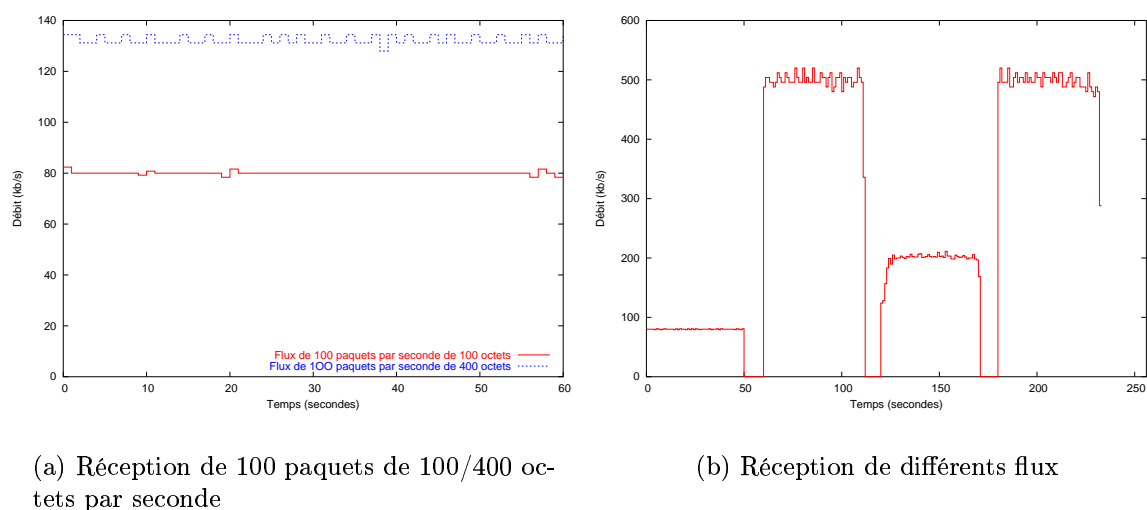 140
120
100
80
60
40
20
0
Débit (kb/s)
0 10 20 30 40 50 60
Temps (secondes)
Flux de 100 paquets par seconde de 100 octets
Flux de 1OO paquets par seconde de 400 octets
(a) Réception de 100 paquets de 100/400 oc-
tets par seconde
600
500
400
300
200
100
0
Débit (kb/s)
0 50 100 150 200 250
Temps (secondes)
(b) Réception de différents flux